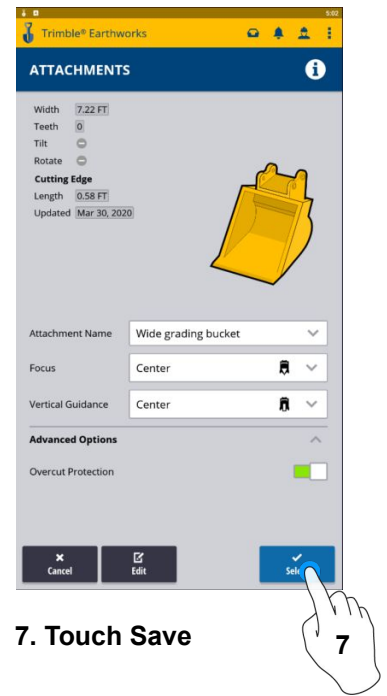 5:02
Trimble® Earthworks
ATTACHMENTS
Width 7.22 FT
Teeth 0
Tilt
Rotate
Cutting Edge
Length 0.58 FT
Updated Mar 30, 2020
Attachment Name Wide grading bucket
Focus Center
Vertical Guidance Center
Advanced Options
Overcut Protection
Cancel Edit
7. Touch Save 7